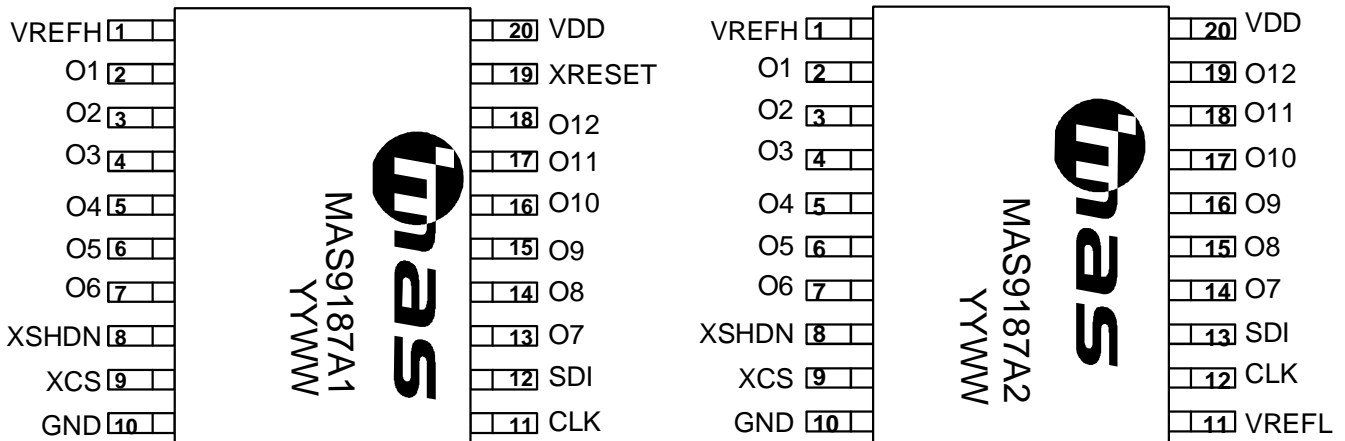 VREFH 1 20 VDD
O1 2 19 XRESET
O2 3 18 O12
O3 4 17 O11
O4 5 16 O10
O5 6 15 O9
O6 7 14 O8
XSHDN 8 13 O7
XCS 9 12 SDI
GND 10 11 CLK
mas
MAS9187A1
YYWW
VREFH 1 20 VDD
O1 2 19 O12
O2 3 18 O11
O3 4 17 O10
O4 5 16 O9
O5 6 15 O8
O6 7 14 O7
XSHDN 8 13 SDI
XCS 9 12 CLK
GND 10 11 VREFL
mas
MAS9187A2
YYWW